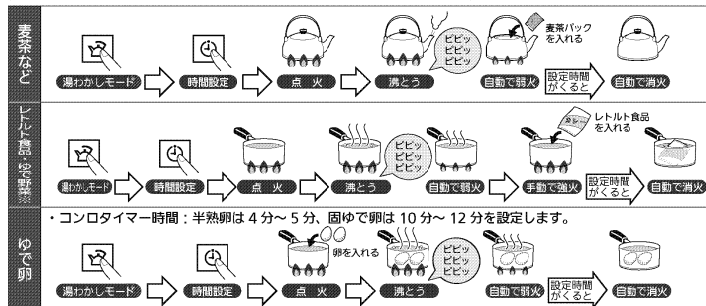 麦茶など
ピピッ
ピピッ
ピピッ
麦茶パック
を入れる
湯わかしモード
時間設定
点火
沸とう
自動で弱火
設定時間
がくると
自動で消火
レトルト食品・ゆで野菜※
ピピッ
ピピッ
ピピッ
カレー
レトルト食品
を入れる
湯わかしモード
時間設定
点火
沸とう
自動で弱火
手動で強火
設定時間
がくると
自動で消火
ゆで卵
・コンロタイマー時間：半熟卵は4分～5分、固ゆで卵は10分～12分を設定します。
卵を入れる
ピピッ
ピピッ
ピピッ
湯わかしモード
時間設定
点火
沸とう
自動で弱火
設定時間
がくると
自動で消火